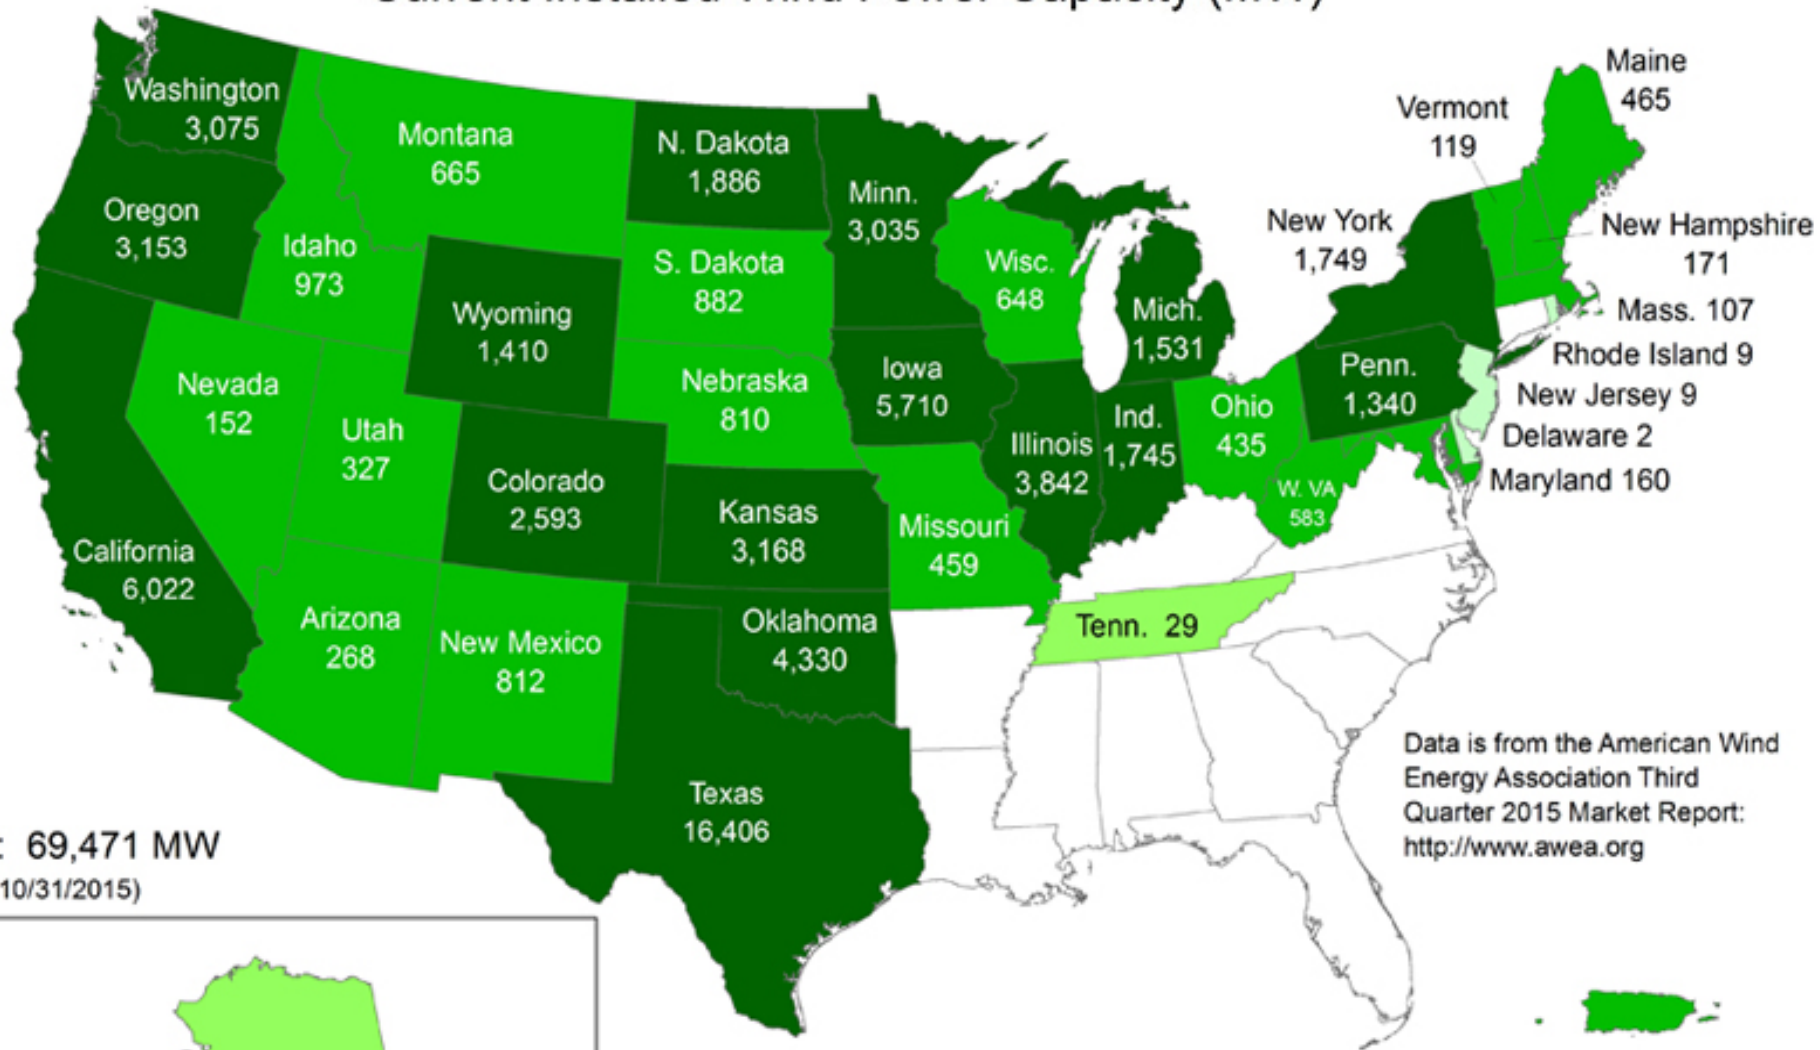 Current Installed Wind Power Capacity (MW)
Washington
3,075
Montana
665
N. Dakota
1,886
Minn.
3,035
Maine
465
Vermont
119
Oregon
3,153
Idaho
973
S. Dakota
882
Wisc.
648
New York
1,749
New Hampshire
171
Wyoming
1,410
Mich.
1,531
Mass. 107
Rhode Island 9
Nevada
152
Utah
327
Nebraska
810
Iowa
5,710
Illinois
3,842
Ind.
1,745
Ohio
435
Penn.
1,340
New Jersey 9
Delaware 2
Maryland 160
W. VA
583
Colorado
2,593
Kansas
3,168
Missouri
459
California
6,022
Arizona
268
New Mexico
812
Oklahoma
4,330
Tenn. 29
Texas
16,406
Data is from the American Wind
Energy Association Third
Quarter 2015 Market Report:
http://www.awea.org
: 69,471 MW
10/31/2015)